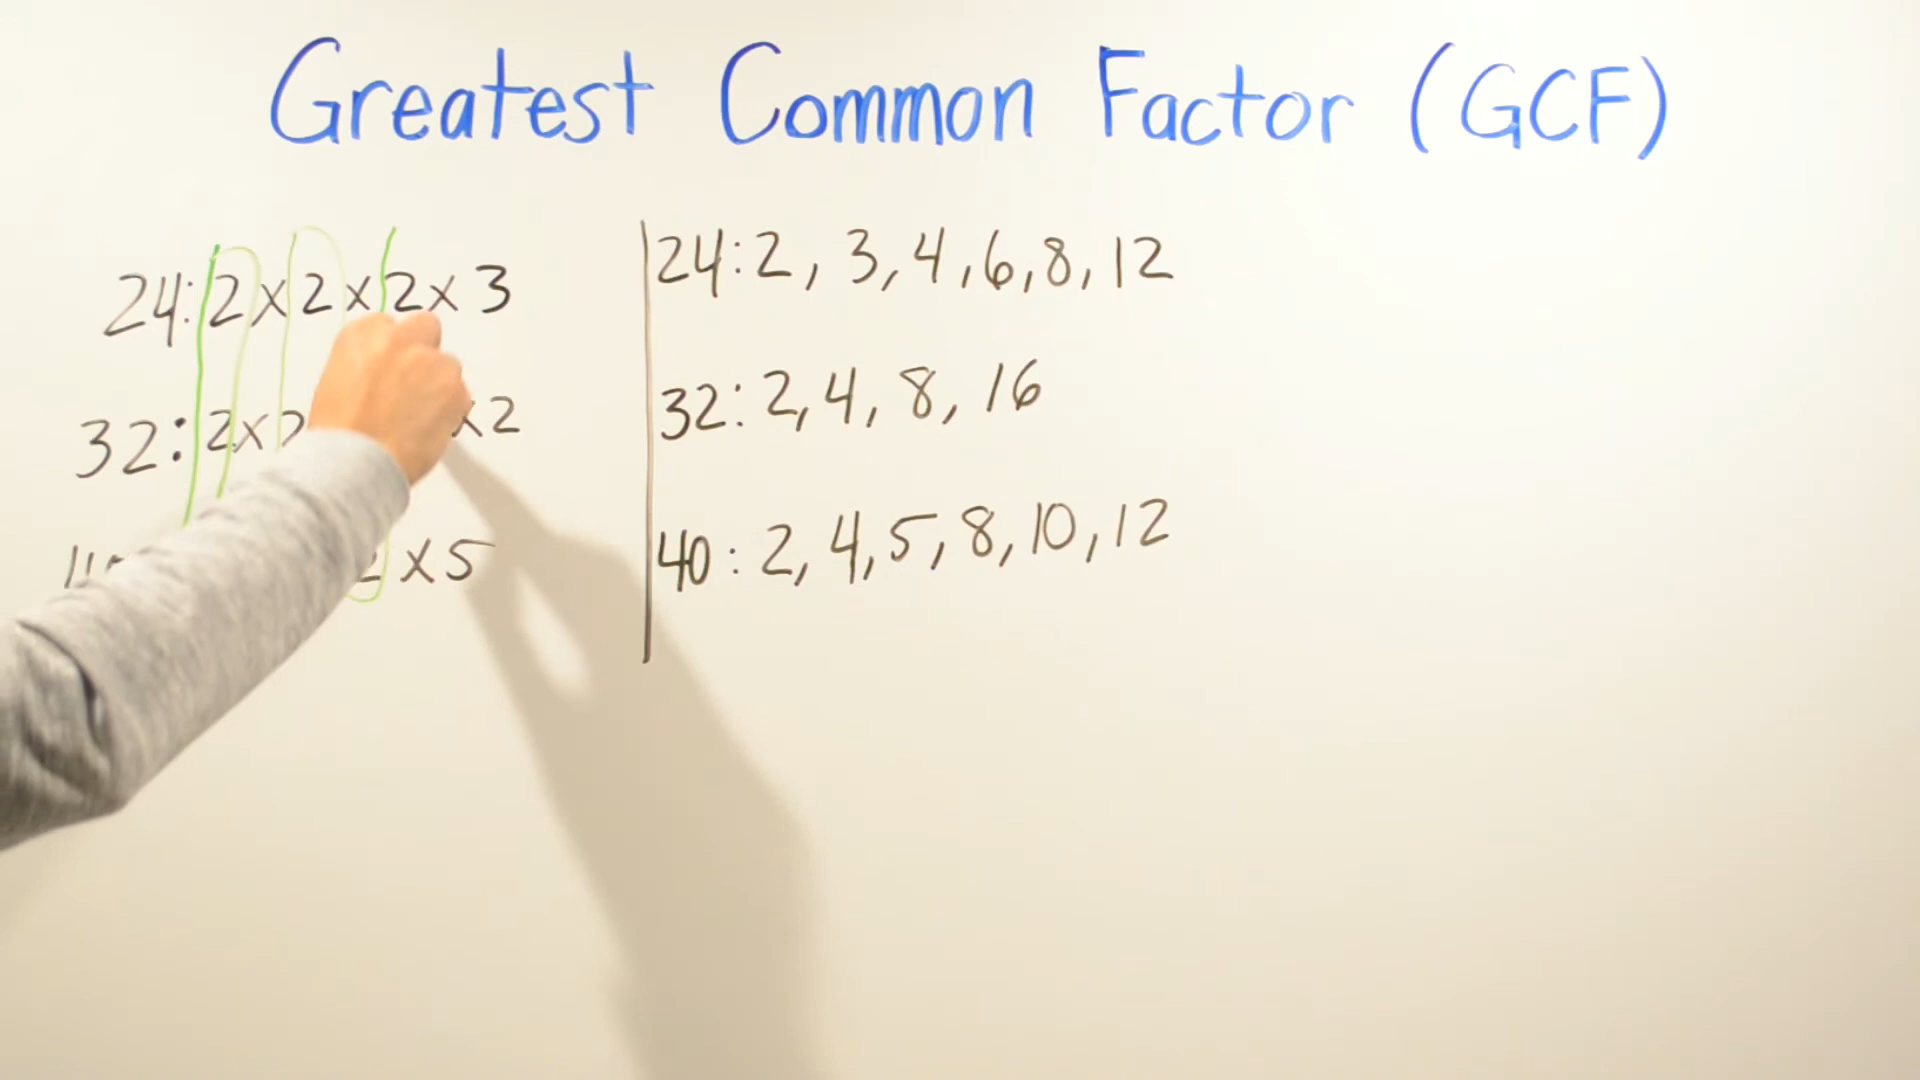 Greatest Common Factor (GCF)
24: 2 x 2 x 2 x 3
32: 2 x 2 x 2
x 5
24: 2, 3, 4, 6, 8, 12
32: 2, 4, 8, 16
40: 2, 4, 5, 8, 10, 12